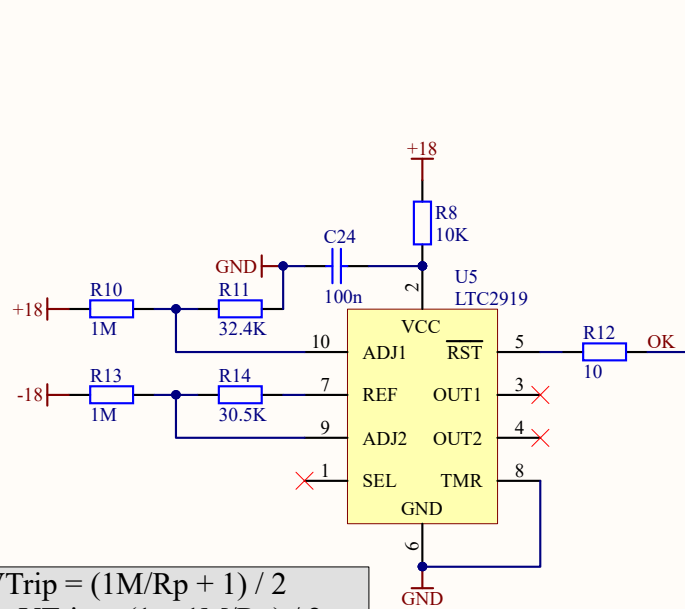 +18
R8
10K
C24
GND
100n
2
U5
LTC2919
R10
R11
+18
1M
32.4K
VCC
10
ADJ1
RST
5
R12
OK
10
R13
R14
-18
1M
30.5K
7
REF
OUT1
3
9
ADJ2
OUT2
4
1
SEL
TMR
8
GND
6
GND
VTrip = (1M/Rp + 1) / 2